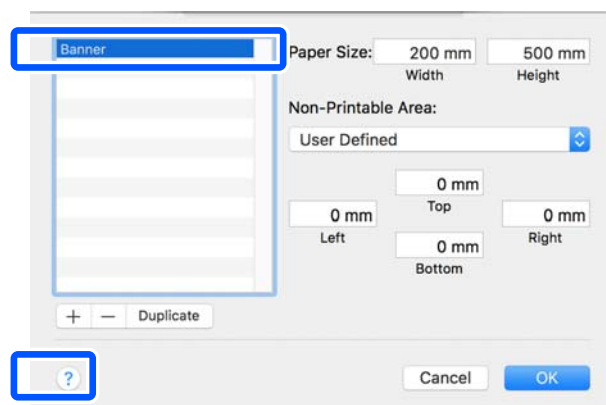 Banner
Paper Size: 200 mm 500 mm
Width Height
Non-Printable Area:
User Defined
0 mm
Top
0 mm 0 mm
Left Right
0 mm
Bottom
+ − Duplicate
? Cancel OK